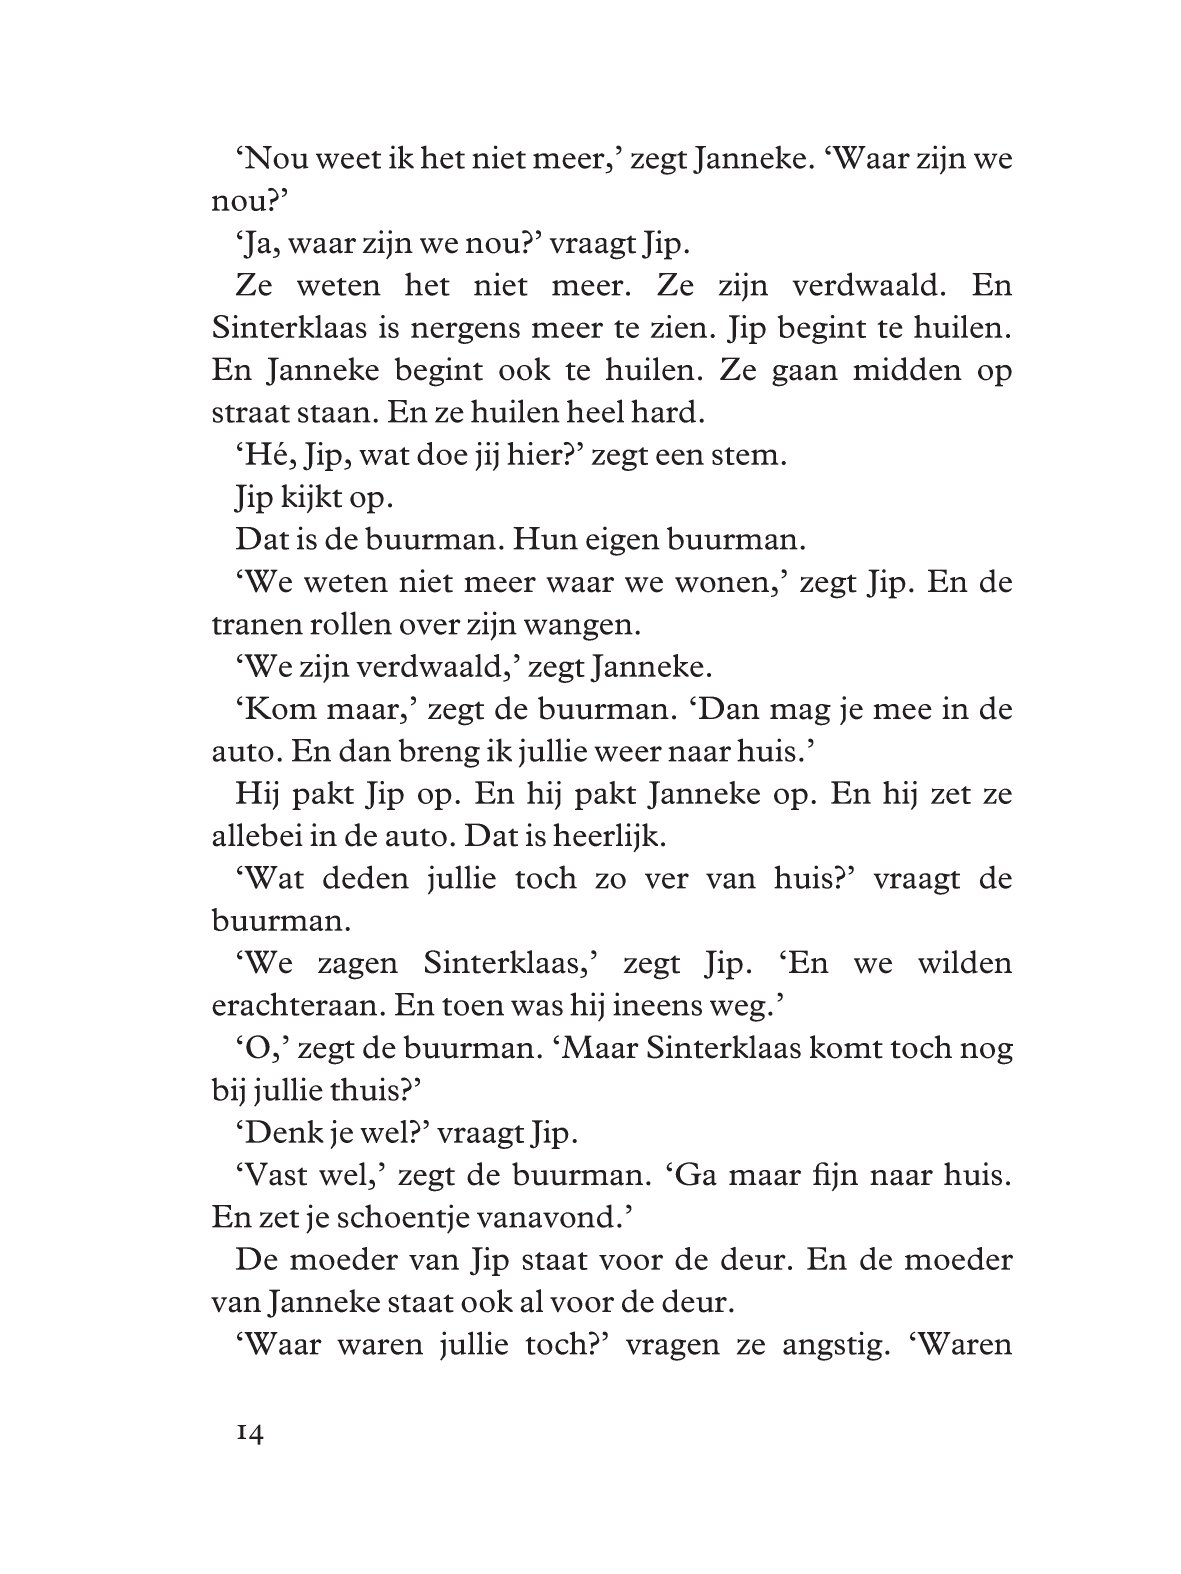 ‘Nou weet ik het niet meer,’ zegt Janneke. ‘Waar zijn we
nou?’
‘Ja, waar zijn we nou?’ vraagt Jip.
Ze weten het niet meer. Ze zijn verdwaald. En
Sinterklaas is nergens meer te zien. Jip begint te huilen.
En Janneke begint ook te huilen. Ze gaan midden op
straat staan. En ze huilen heel hard.
‘Hé, Jip, wat doe jij hier?’ zegt een stem.
Jip kijkt op.
Dat is de buurman. Hun eigen buurman.
‘We weten niet meer waar we wonen,’ zegt Jip. En de
tranen rollen over zijn wangen.
‘We zijn verdwaald,’ zegt Janneke.
‘Kom maar,’ zegt de buurman. ‘Dan mag je mee in de
auto. En dan breng ik jullie weer naar huis.’
Hij pakt Jip op. En hij pakt Janneke op. En hij zet ze
allebei in de auto. Dat is heerlijk.
‘Wat deden jullie toch zo ver van huis?’ vraagt de
buurman.
‘We zagen Sinterklaas,’ zegt Jip. ‘En we wilden
erachteraan. En toen was hij ineens weg.’
‘O,’ zegt de buurman. ‘Maar Sinterklaas komt toch nog
bij jullie thuis?’
‘Denk je wel?’ vraagt Jip.
‘Vast wel,’ zegt de buurman. ‘Ga maar fijn naar huis.
En zet je schoentje vanavond.’
De moeder van Jip staat voor de deur. En de moeder
van Janneke staat ook al voor de deur.
‘Waar waren jullie toch?’ vragen ze angstig. ‘Waren
14